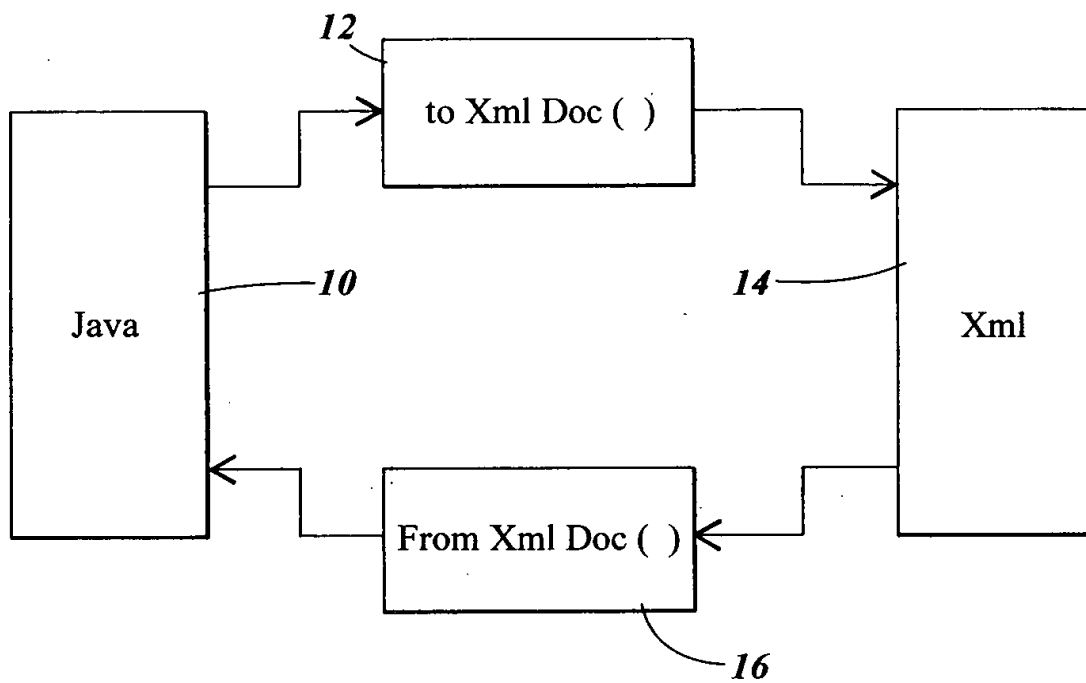 12
to Xml Doc ( )
10
14
Java
Xml
From Xml Doc ( )
16